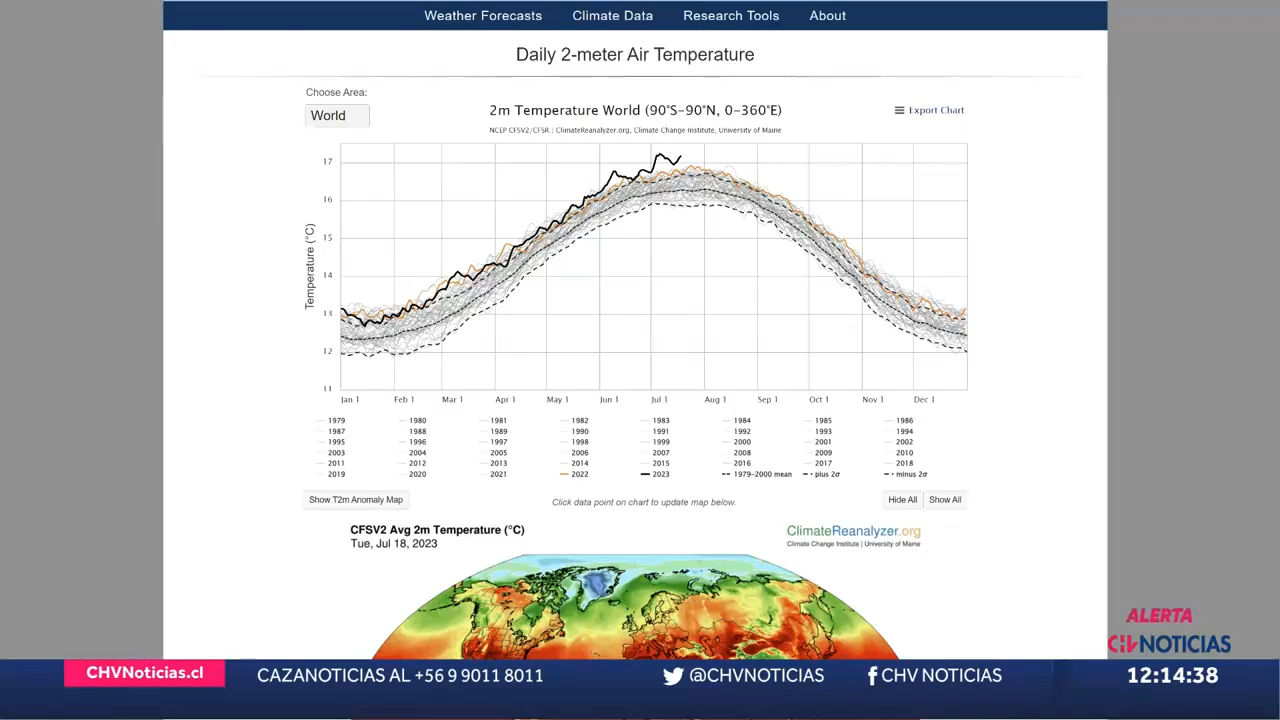 Weather Forecasts Climate Data Research Tools About
Daily 2-meter Air Temperature
Choose Area:
World
2m Temperature World (90°S–90°N, 0–360°E)
NCEP CFSV2/CFSR | ClimateReanalyzer.org, Climate Change Institute, University of Maine
Export Chart
Temperature (°C)
17
16
15
14
13
12
11
Jan 1 Feb 1 Mar 1 Apr 1 May 1 Jun 1 Jul 1 Aug 1 Sep 1 Oct 1 Nov 1 Dec 1
1979 1980 1981 1982 1983 1984 1985 1986
1987 1988 1989 1990 1991 1992 1993 1994
1995 1996 1997 1998 1999 2000 2001 2002
2003 2004 2005 2006 2007 2008 2009 2010
2011 2012 2013 2014 2015 2016 2017 2018
2019 2020 2021 2022 2023 1979–2000 mean plus 2σ minus 2σ
Show T2m Anomaly Map
Click data point on chart to update map below.
Hide All Show All
CFSV2 Avg 2m Temperature (°C)
Tue, Jul 18, 2023
ClimateReanalyzer.org
Climate Change Institute | University of Maine
ALERTA
CHVNOTICIAS
CHVNoticias.cl
CAZANOTICIAS AL +56 9 9011 8011
@CHVNOTICIAS
CHV NOTICIAS
12:14:38